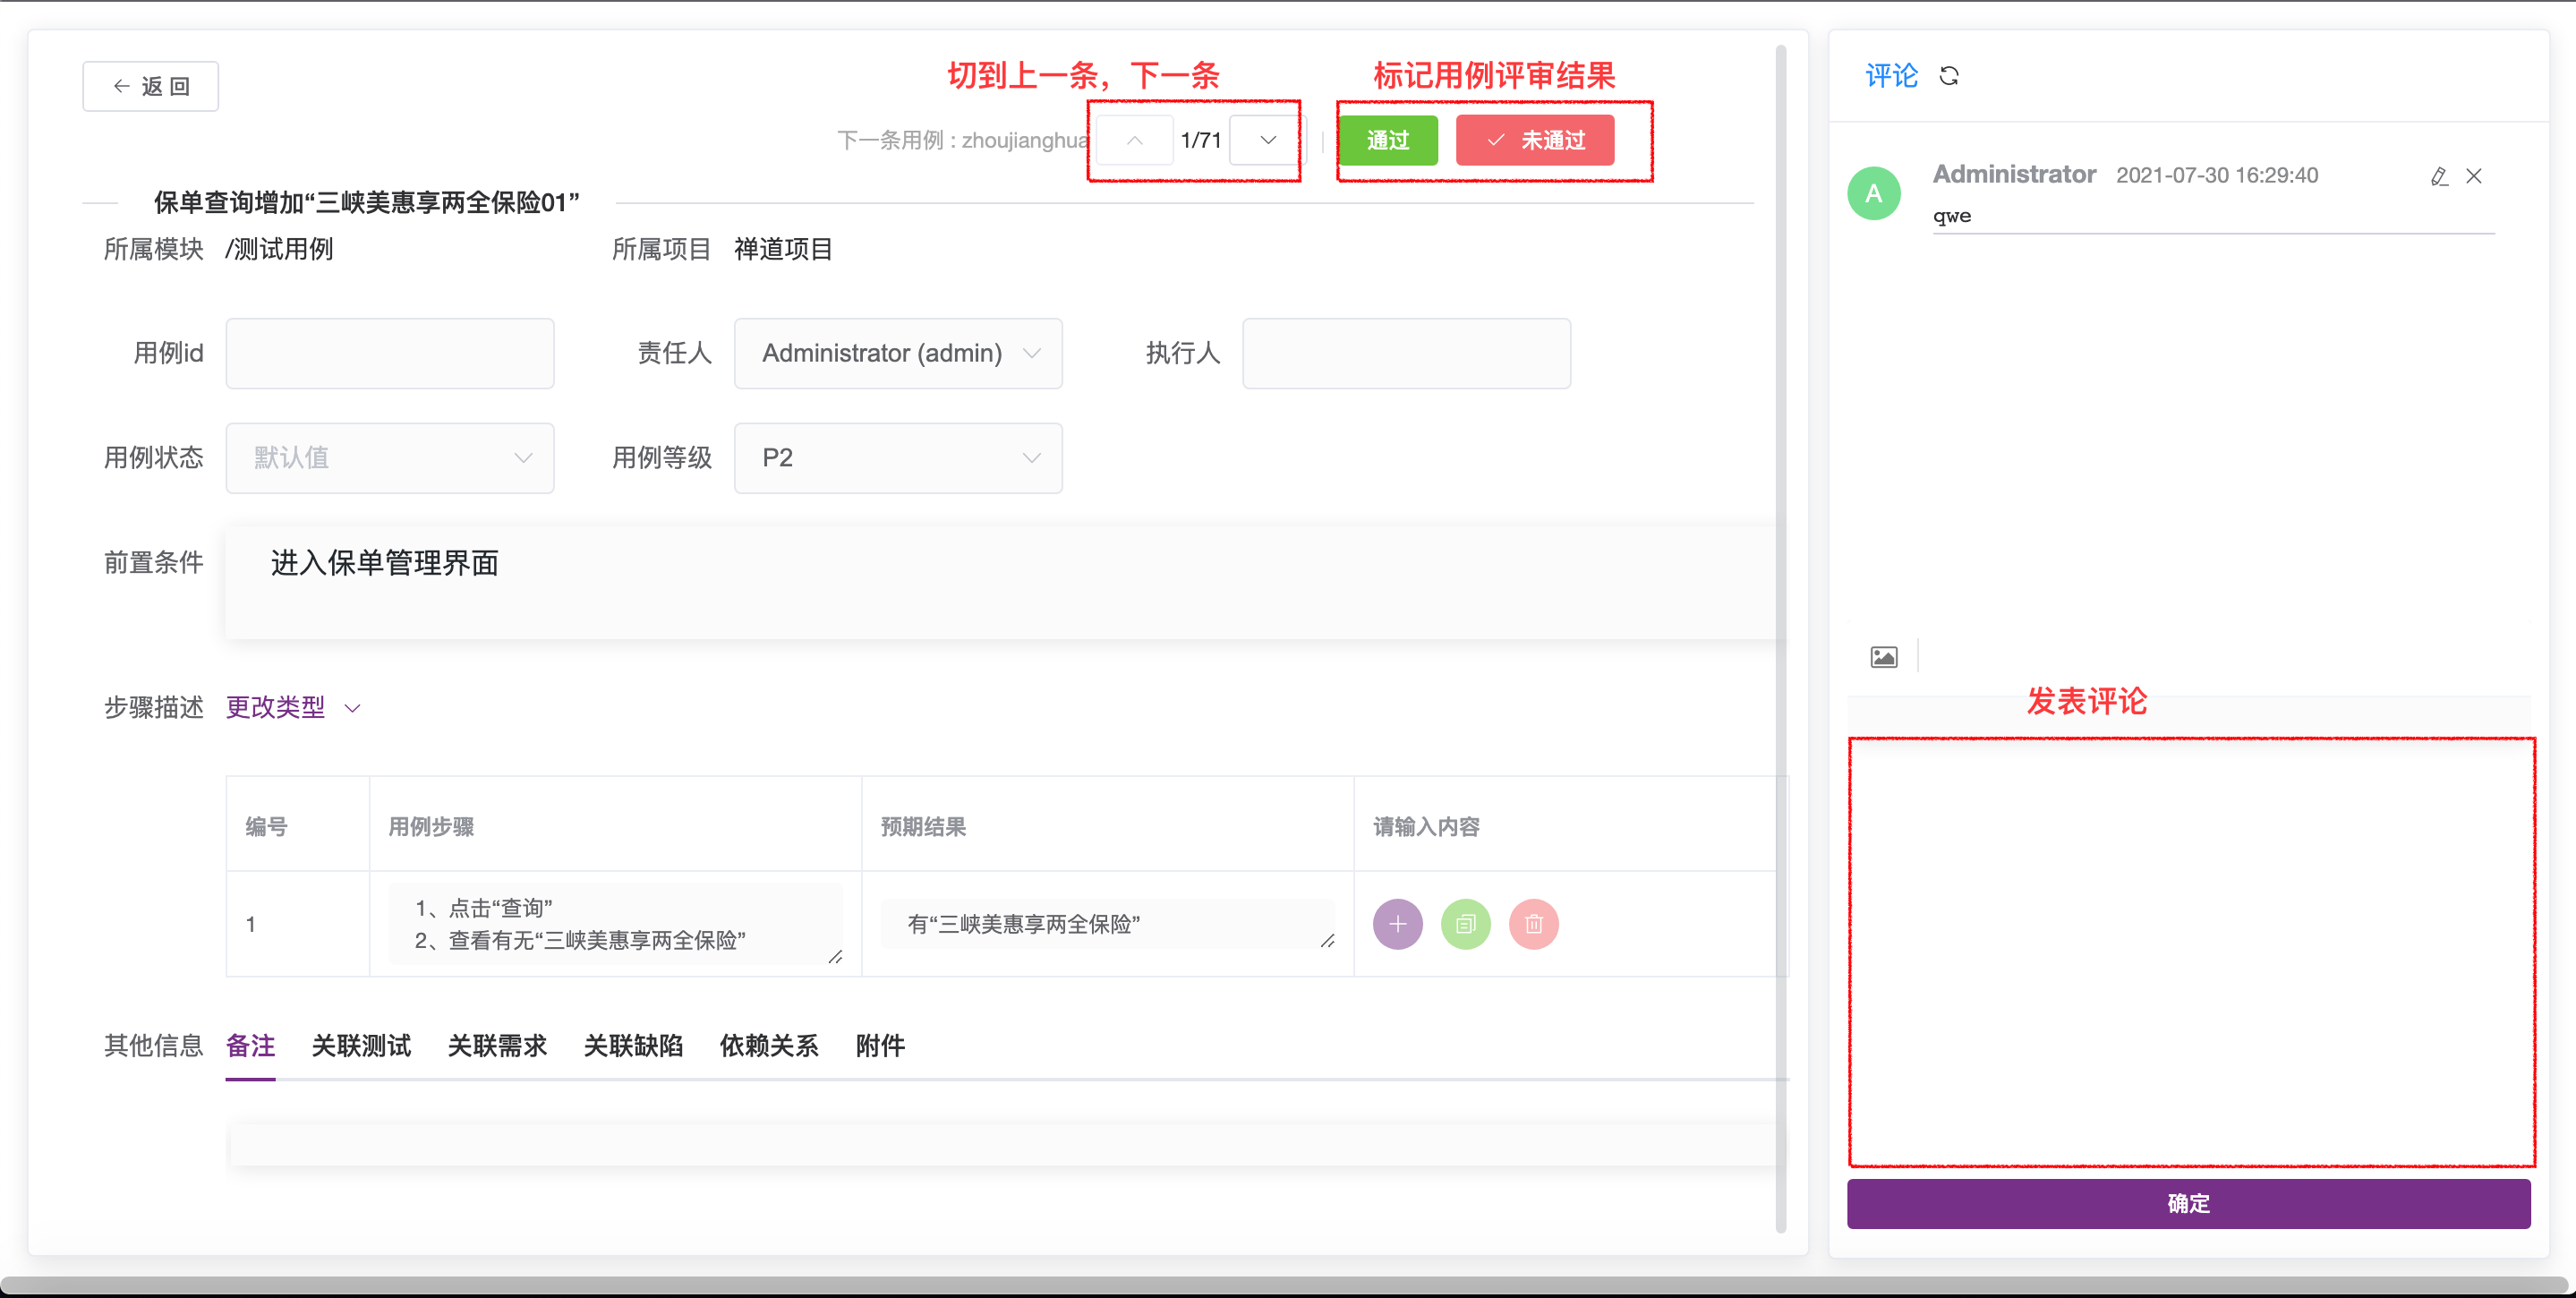 切到上一条，下一条
标记用例评审结果
返 回
下一条用例 : zhoujianghua
1/71
通过
未通过
保单查询增加“三峡美惠享两全保险01”
所属模块 /测试用例
所属项目 禅道项目
用例id
责任人 Administrator (admin)
执行人
用例状态 默认值
用例等级 P2
前置条件 进入保单管理界面
步骤描述 更改类型
编号 用例步骤 预期结果 请输入内容
1
1、点击“查询”
2、查看有无“三峡美惠享两全保险”
有“三峡美惠享两全保险”
其他信息 备注 关联测试 关联需求 关联缺陷 依赖关系 附件
评论
A
Administrator 2021-07-30 16:29:40
qwe
发表评论
确定